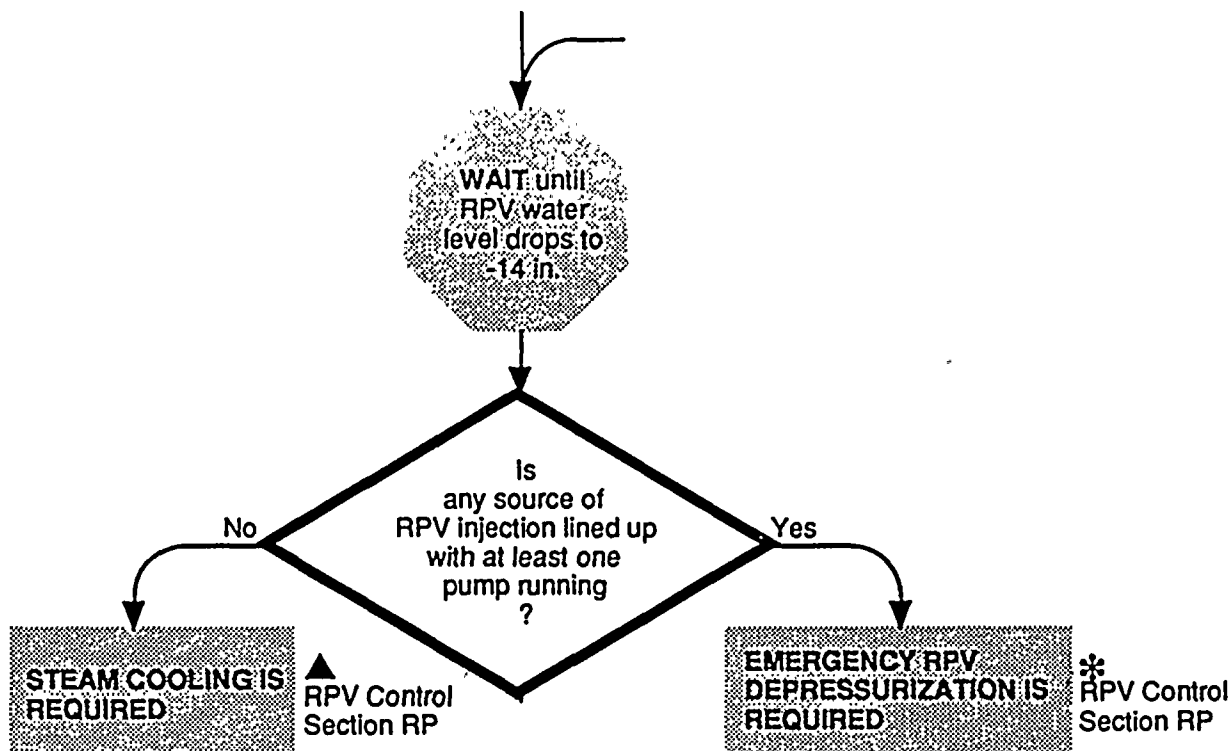 WAIT until
RPV water
level drops to
-14 in.
Is
any source of
RPV injection lined up
with at least one
pump running
?
No
Yes
STEAM COOLING IS
REQUIRED
RPV Control
Section RP
EMERGENCY RPV
DEPRESSURIZATION IS
REQUIRED
RPV Control
Section RP